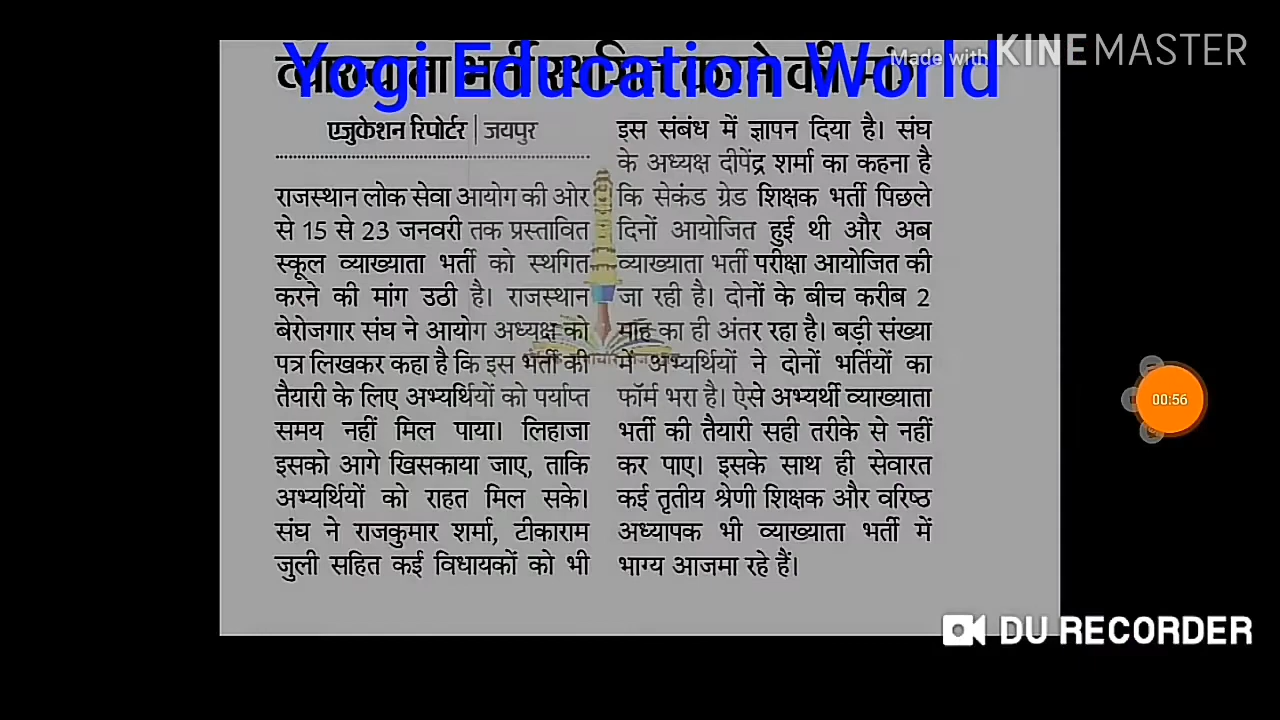 Yogi Education World
Made with KINEMASTER
व्याख्याता भर्ती स्थगित करने की मांग
एजुकेशन रिपोर्टर | जयपुर
राजस्थान लोक सेवा आयोग की ओर
से 15 से 23 जनवरी तक प्रस्तावित
स्कूल व्याख्याता भर्ती को स्थगित
करने की मांग उठी है। राजस्थान
बेरोजगार संघ ने आयोग अध्यक्ष को
पत्र लिखकर कहा है कि इस भर्ती की
तैयारी के लिए अभ्यर्थियों को पर्याप्त
समय नहीं मिल पाया। लिहाजा
इसको आगे खिसकाया जाए, ताकि
अभ्यर्थियों को राहत मिल सके।
संघ ने राजकुमार शर्मा, टीकाराम
जुली सहित कई विधायकों को भी
इस संबंध में ज्ञापन दिया है। संघ
के अध्यक्ष दीपेंद्र शर्मा का कहना है
कि सेकंड ग्रेड शिक्षक भर्ती पिछले
दिनों आयोजित हुई थी और अब
व्याख्याता भर्ती परीक्षा आयोजित की
जा रही है। दोनों के बीच करीब 2
माह का ही अंतर रहा है। बड़ी संख्या
में अभ्यर्थियों ने दोनों भर्तियों का
फॉर्म भरा है। ऐसे अभ्यर्थी व्याख्याता
भर्ती की तैयारी सही तरीके से नहीं
कर पाए। इसके साथ ही सेवारत
कई तृतीय श्रेणी शिक्षक और वरिष्ठ
अध्यापक भी व्याख्याता भर्ती में
भाग्य आजमा रहे हैं।
00:56
DU RECORDER